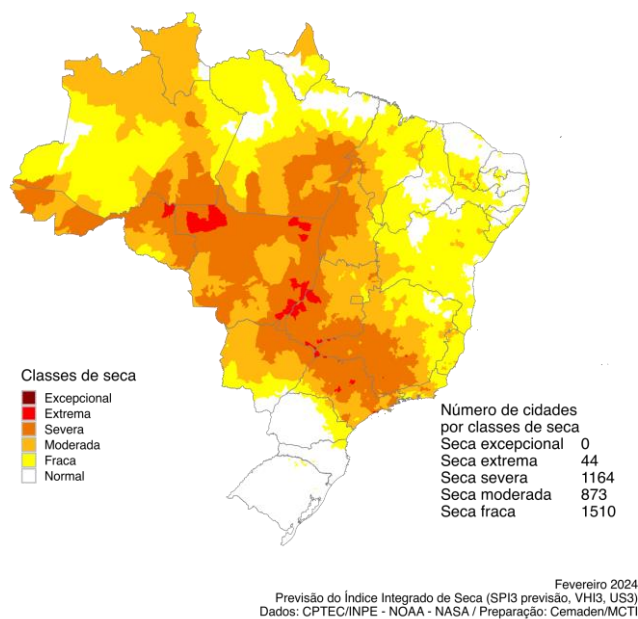 Classes de seca
Excepcional
Extrema
Severa
Moderada
Fraca
Normal
Número de cidades
por classes de seca
Seca excepcional 0
Seca extrema 44
Seca severa 1164
Seca moderada 873
Seca fraca 1510
Fevereiro 2024
Previsão do Índice Integrado de Seca (SPI3 previsão, VHI3, US3)
Dados: CPTEC/INPE - NOAA - NASA / Preparação: Cemaden/MCTI